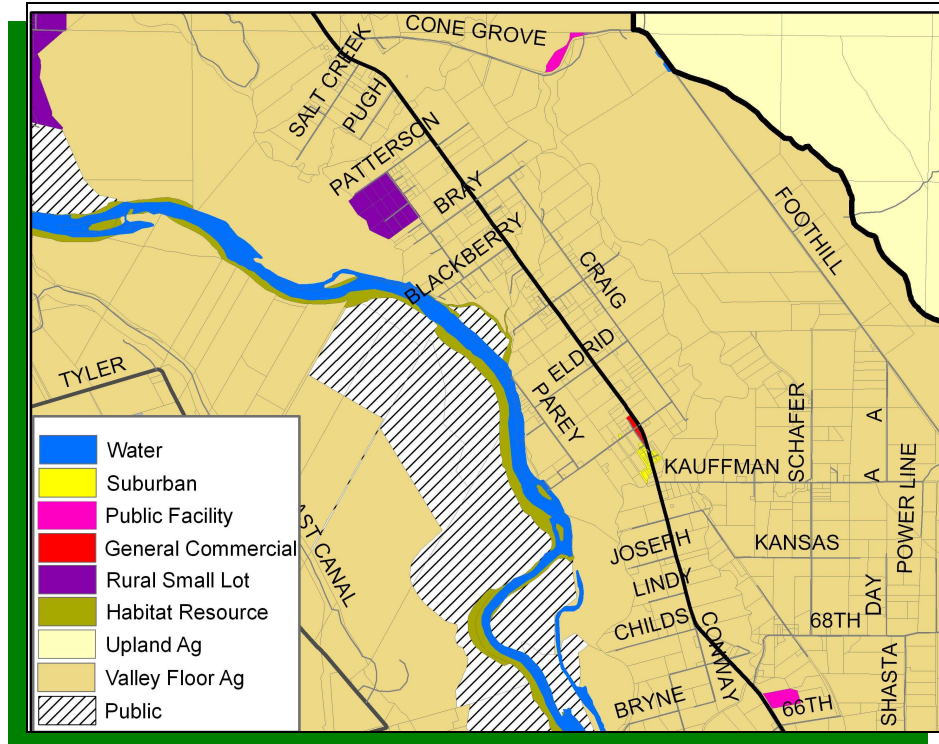 CONE GROVE
SALT CREEK
PUGH
PATTERSON
BRAY
BLACKBERRY
FOOTHILL
CRAIG
ELDRID
TYLER
PAREY
SCHAFER
A
A
KAUFFMAN
POWER LINE
Water
Suburban
Public Facility
General Commercial
Rural Small Lot
Habitat Resource
Upland Ag
Valley Floor Ag
Public
AST CANAL
JOSEPH
KANSAS
LINDY
DAY
CHILDS
68TH
CONWAY
SHASTA
BRYNE
66TH